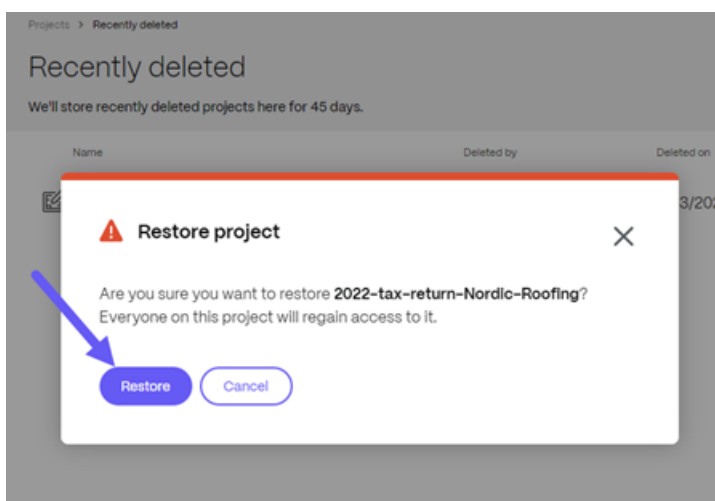 Projects > Recently deleted
Recently deleted
We'll store recently deleted projects here for 45 days.
Name Deleted by Deleted on
3/202
Restore project
Are you sure you want to restore 2022-tax-return-Nordic-Roofing?
Everyone on this project will regain access to it.
Restore Cancel